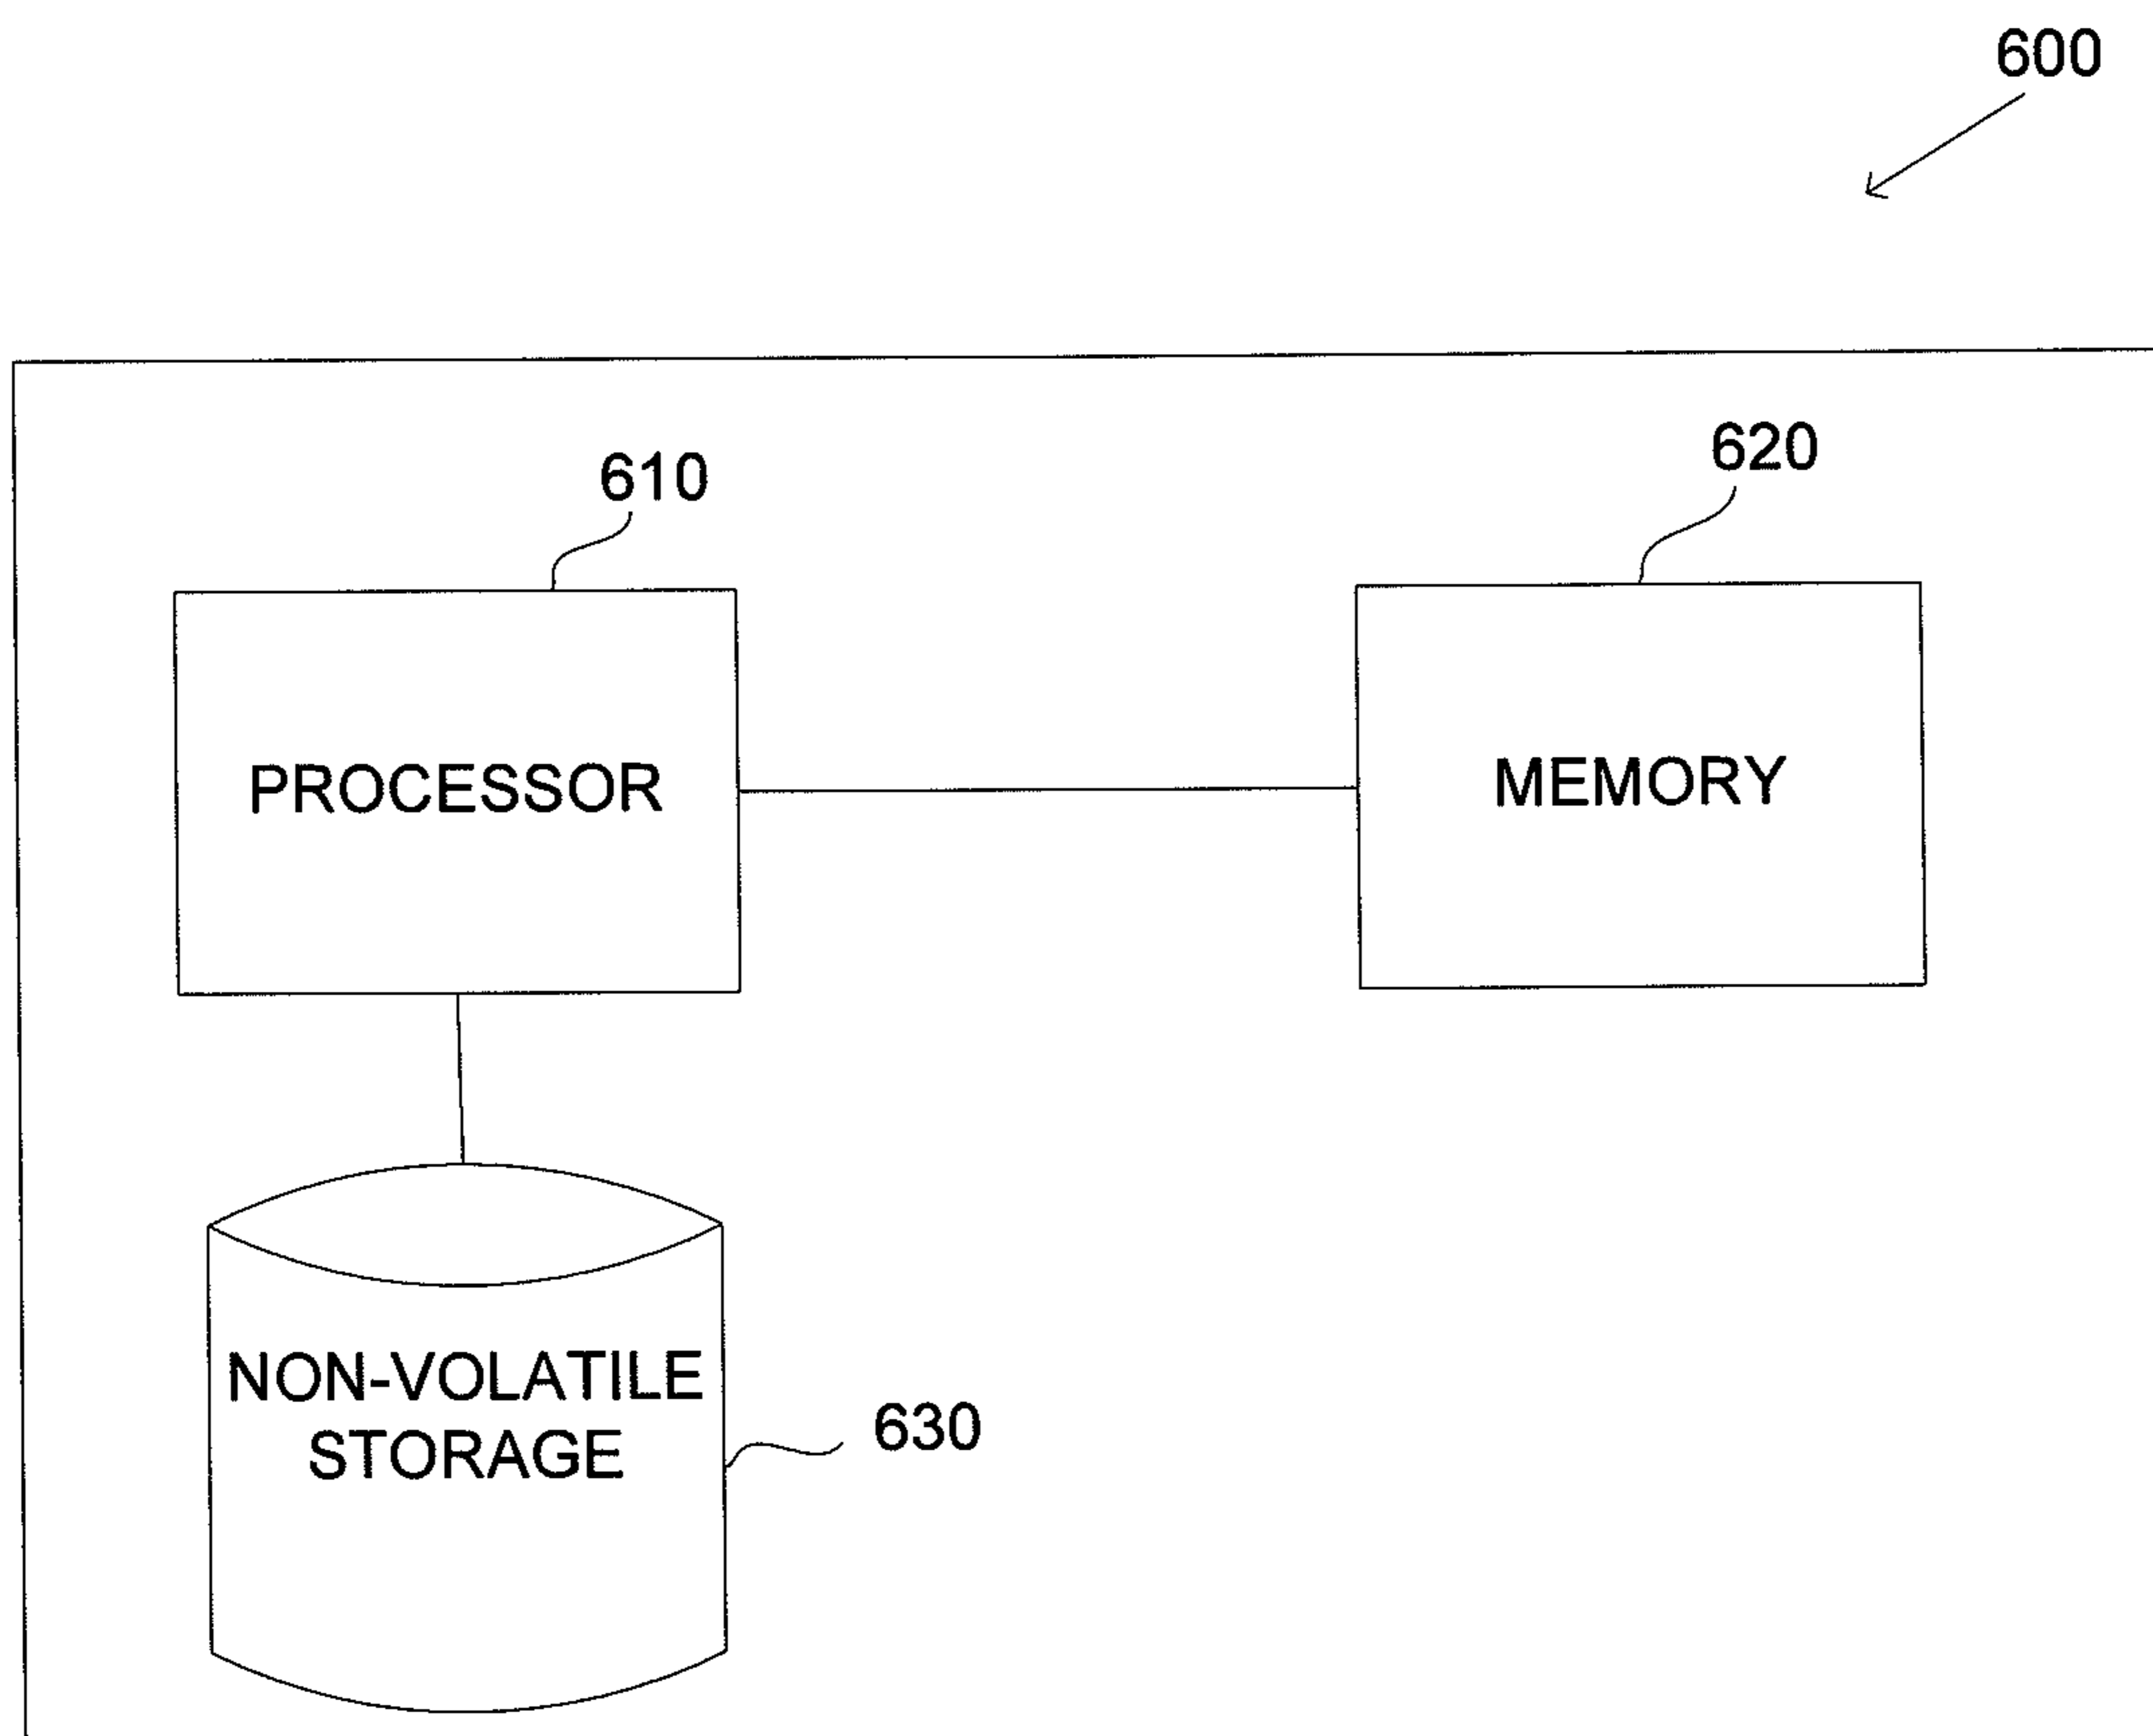 600
610
620
PROCESSOR
MEMORY
NON-VOLATILE
STORAGE
630